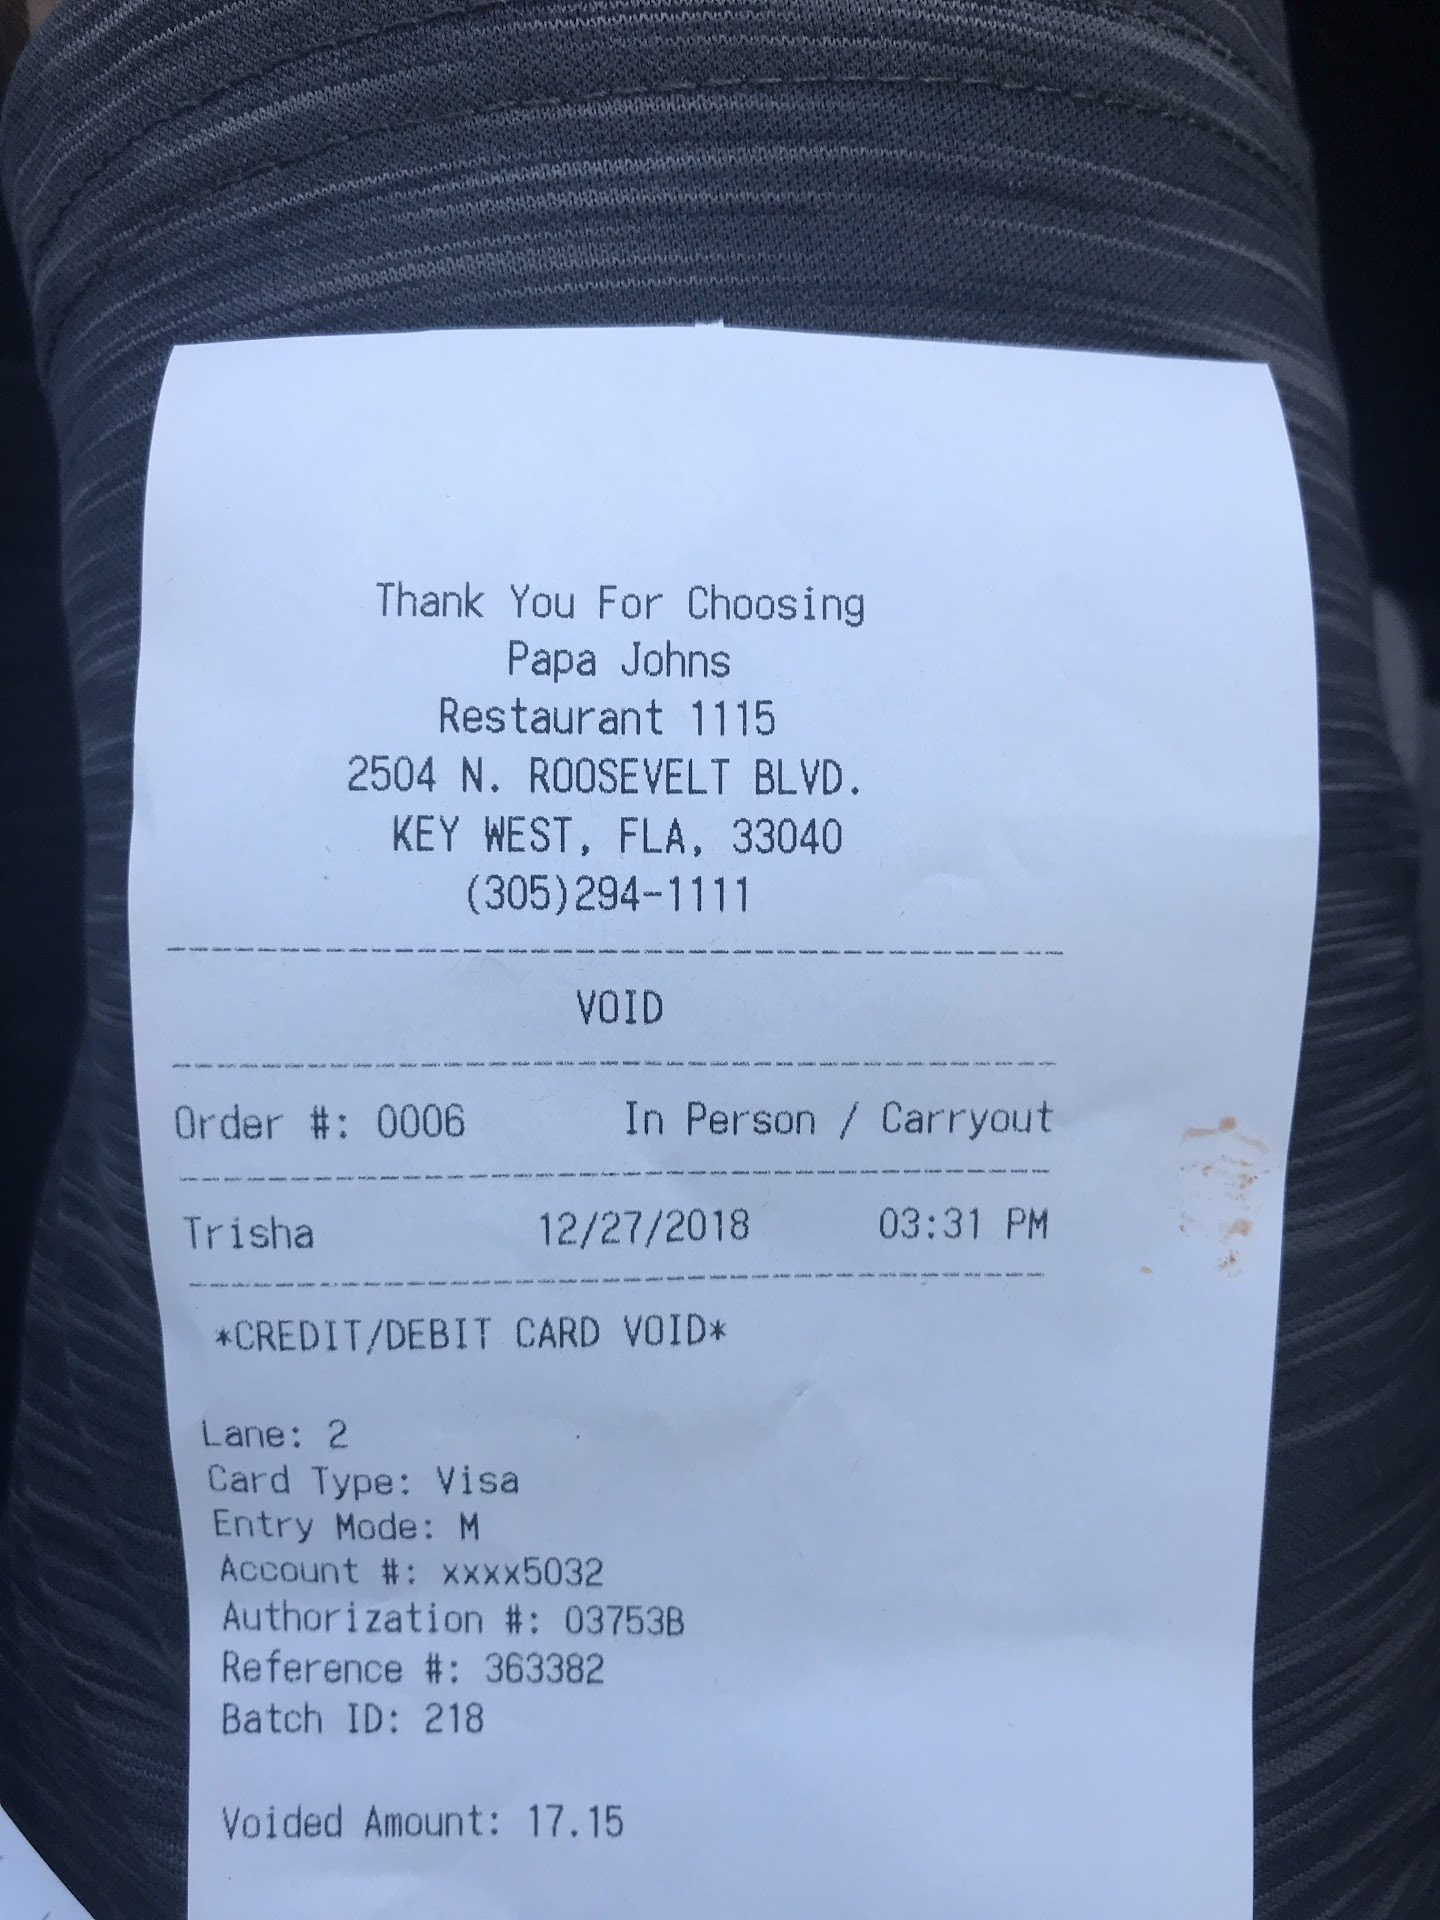 Thank You For Choosing
Papa Johns
Restaurant 1115
2504 N. ROOSEVELT BLVD.
KEY WEST, FLA, 33040
(305)294-1111
VOID
Order #: 0006 In Person / Carryout
Trisha 12/27/2018 03:31 PM
*CREDIT/DEBIT CARD VOID*
Lane: 2
Card Type: Visa
Entry Mode: M
Account #: xxxx5032
Authorization #: 03753B
Reference #: 363382
Batch ID: 218
Voided Amount: 17.15